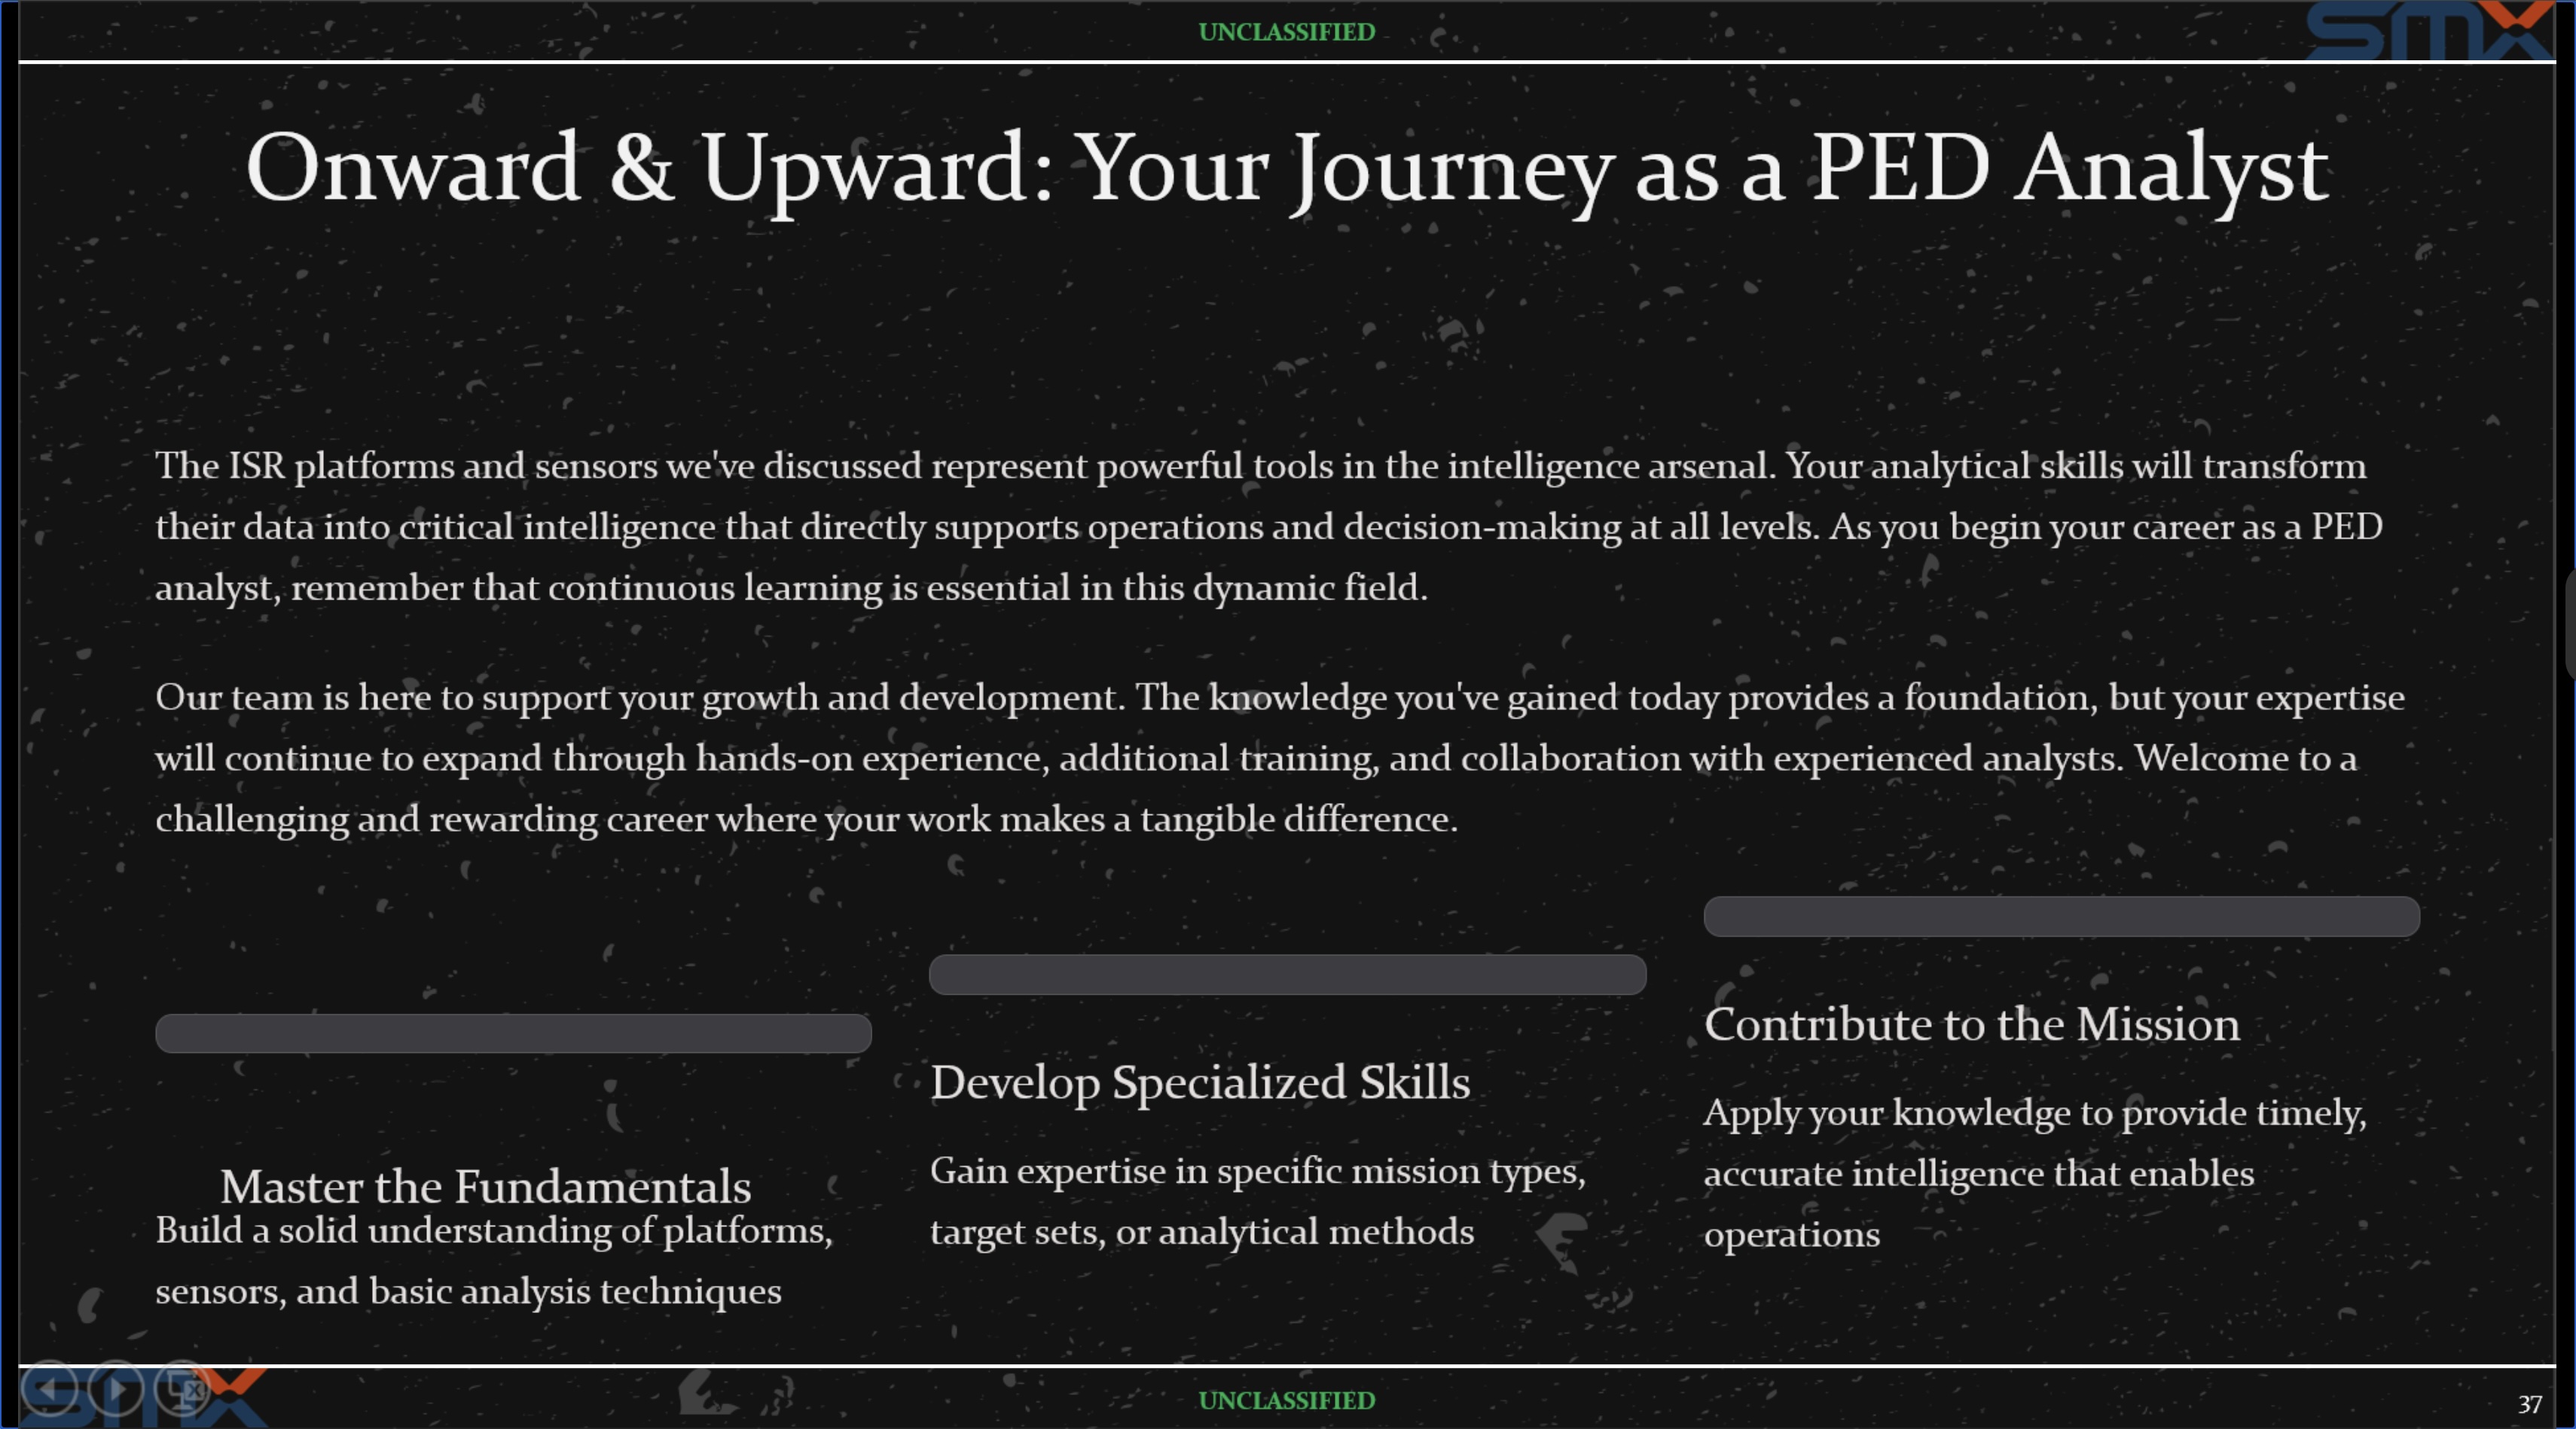 UNCLASSIFIED
SMX
Onward & Upward: Your Journey as a PED Analyst
The ISR platforms and sensors we've discussed represent powerful tools in the intelligence arsenal. Your analytical skills will transform
their data into critical intelligence that directly supports operations and decision-making at all levels. As you begin your career as a PED
analyst, remember that continuous learning is essential in this dynamic field.
Our team is here to support your growth and development. The knowledge you've gained today provides a foundation, but your expertise
will continue to expand through hands-on experience, additional training, and collaboration with experienced analysts. Welcome to a
challenging and rewarding career where your work makes a tangible difference.
Master the Fundamentals
Build a solid understanding of platforms,
sensors, and basic analysis techniques
Develop Specialized Skills
Gain expertise in specific mission types,
target sets, or analytical methods
Contribute to the Mission
Apply your knowledge to provide timely,
accurate intelligence that enables
operations
SMX
UNCLASSIFIED
37